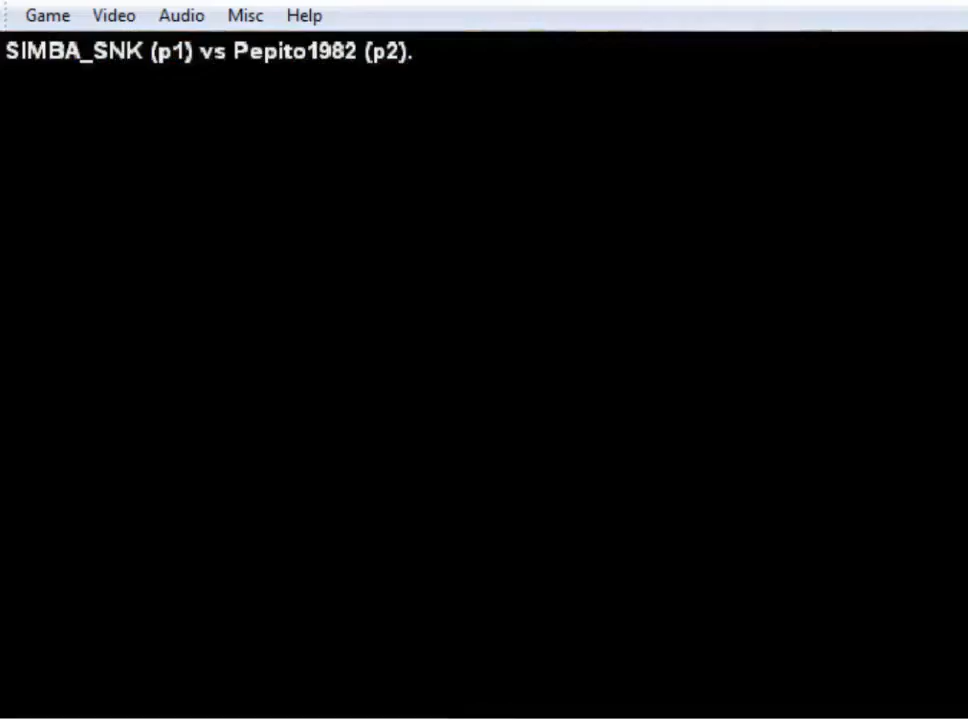 Game Video Audio Misc Help
SIMBA_SNK (p1) vs Pepito1982 (p2).